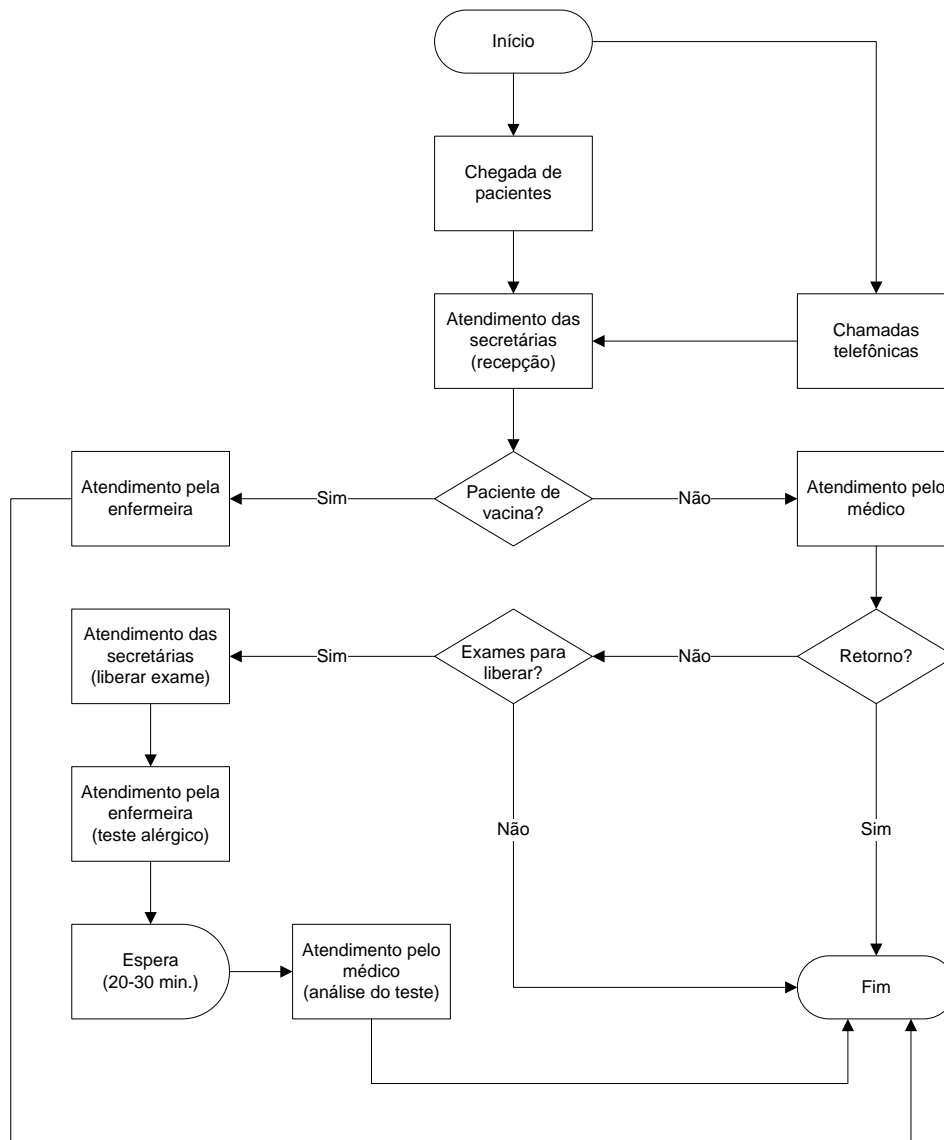 Início
Chegada de
pacientes
Atendimento das
secretárias
(recepção)
Chamadas
telefônicas
Atendimento pela
enfermeira
Sim
Paciente de
vacina?
Não
Atendimento pelo
médico
Atendimento das
secretárias
(liberar exame)
Sim
Exames para
liberar?
Não
Retorno?
Atendimento pela
enfermeira
(teste alérgico)
Não
Sim
Espera
(20-30 min.)
Atendimento pelo
médico
(análise do teste)
Fim